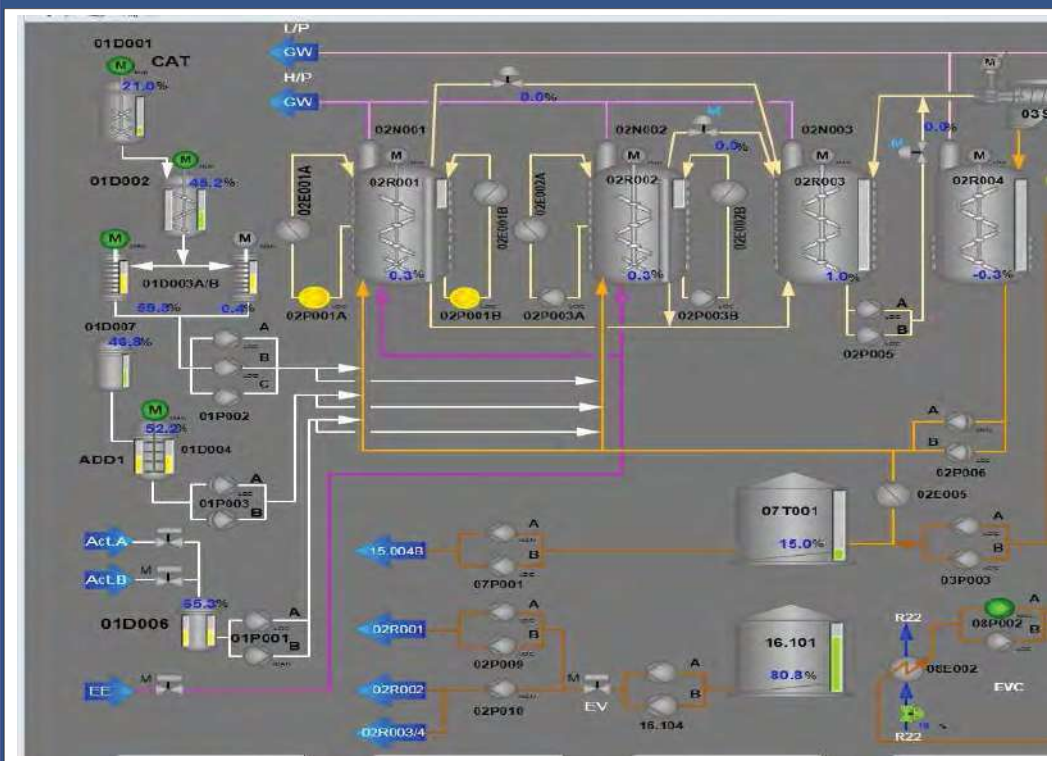 L/P
01D001
CAT
GW
M
21.0%
H/P
GW
0.0%
M
03S
M
02N001
M
02N002
02N003
0.0%
0.0%
M
01D002
45.2%
02E001A
M
02R001
02E001B
02E002A
M
02R002
02E002B
M
02R003
M
02R004
M
M
01D003A/B
0.3%
0.3%
1.0%
-0.3%
0.4%
02P001A
02P001B
02P003A
02P003B
A
B
02P005
01D007
46.8%
A
B
C
01P002
M
52.2%
01D004
ADD1
A
B
02P006
01P003
A
B
02E005
07T001
15.0%
Act.A
15.004B
A
B
07P001
A
B
03P003
M
Act.B
55.3%
01D006
A
01P001
B
02R001
A
B
02P009
16.101
80.8%
R22
08P002
A
B
08E002
EE
M
02R002
02P010
M
EV
A
B
16.104
EVC
02R003/4
R22
%